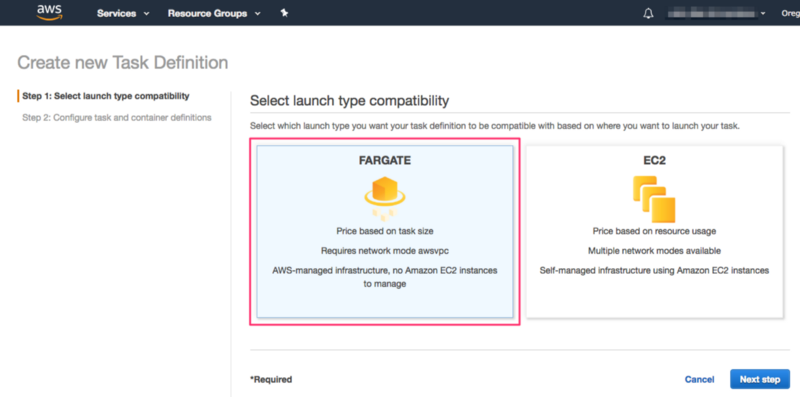 aws Services Resource Groups Oreg
Create new Task Definition
Step 1: Select launch type compatibility
Step 2: Configure task and container definitions
Select launch type compatibility
Select which launch type you want your task definition to be compatible with based on where you want to launch your task.
FARGATE
Price based on task size
Requires network mode awsvpc
AWS-managed infrastructure, no Amazon EC2 instances
to manage
EC2
Price based on resource usage
Multiple network modes available
Self-managed infrastructure using Amazon EC2 instances
*Required
Cancel Next step